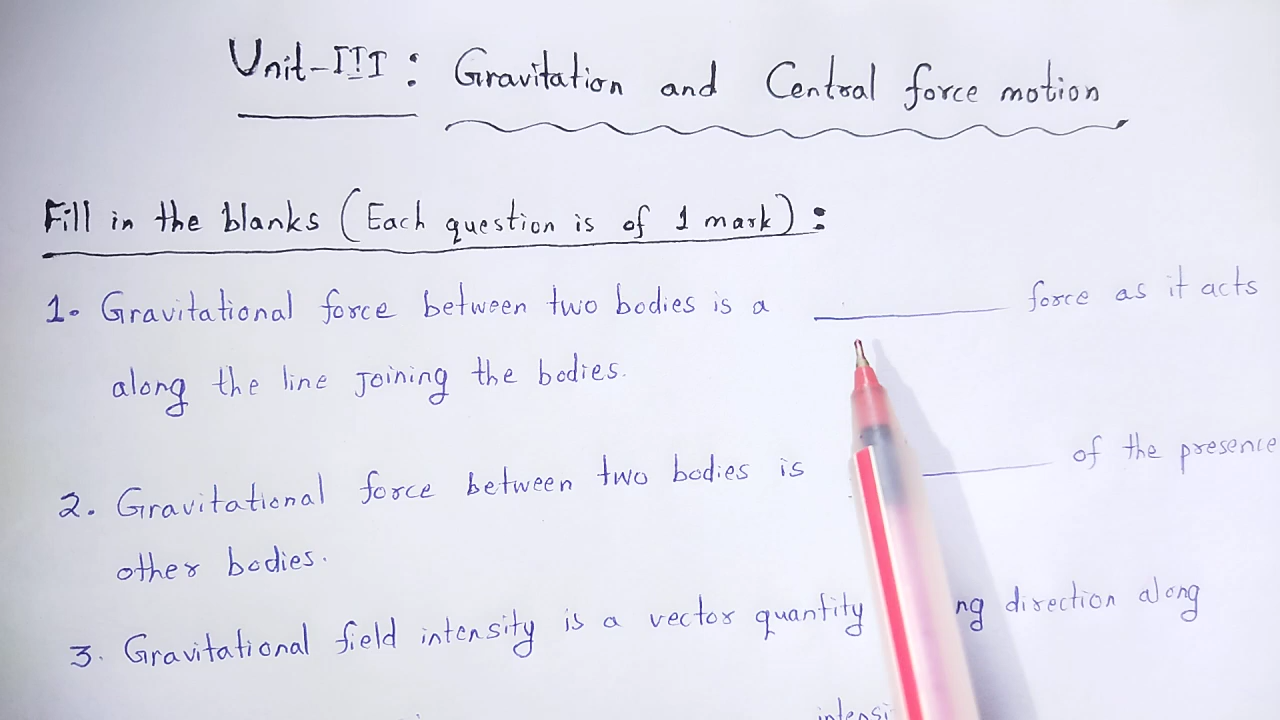 Unit-III : Gravitation and Central force motion
Fill in the blanks (Each question is of 1 mark) :
1. Gravitational force between two bodies is a ________ force as it acts
along the line joining the bodies.
2. Gravitational force between two bodies is ________ of the presence
other bodies.
3. Gravitational field intensity is a vector quantity ng direction along